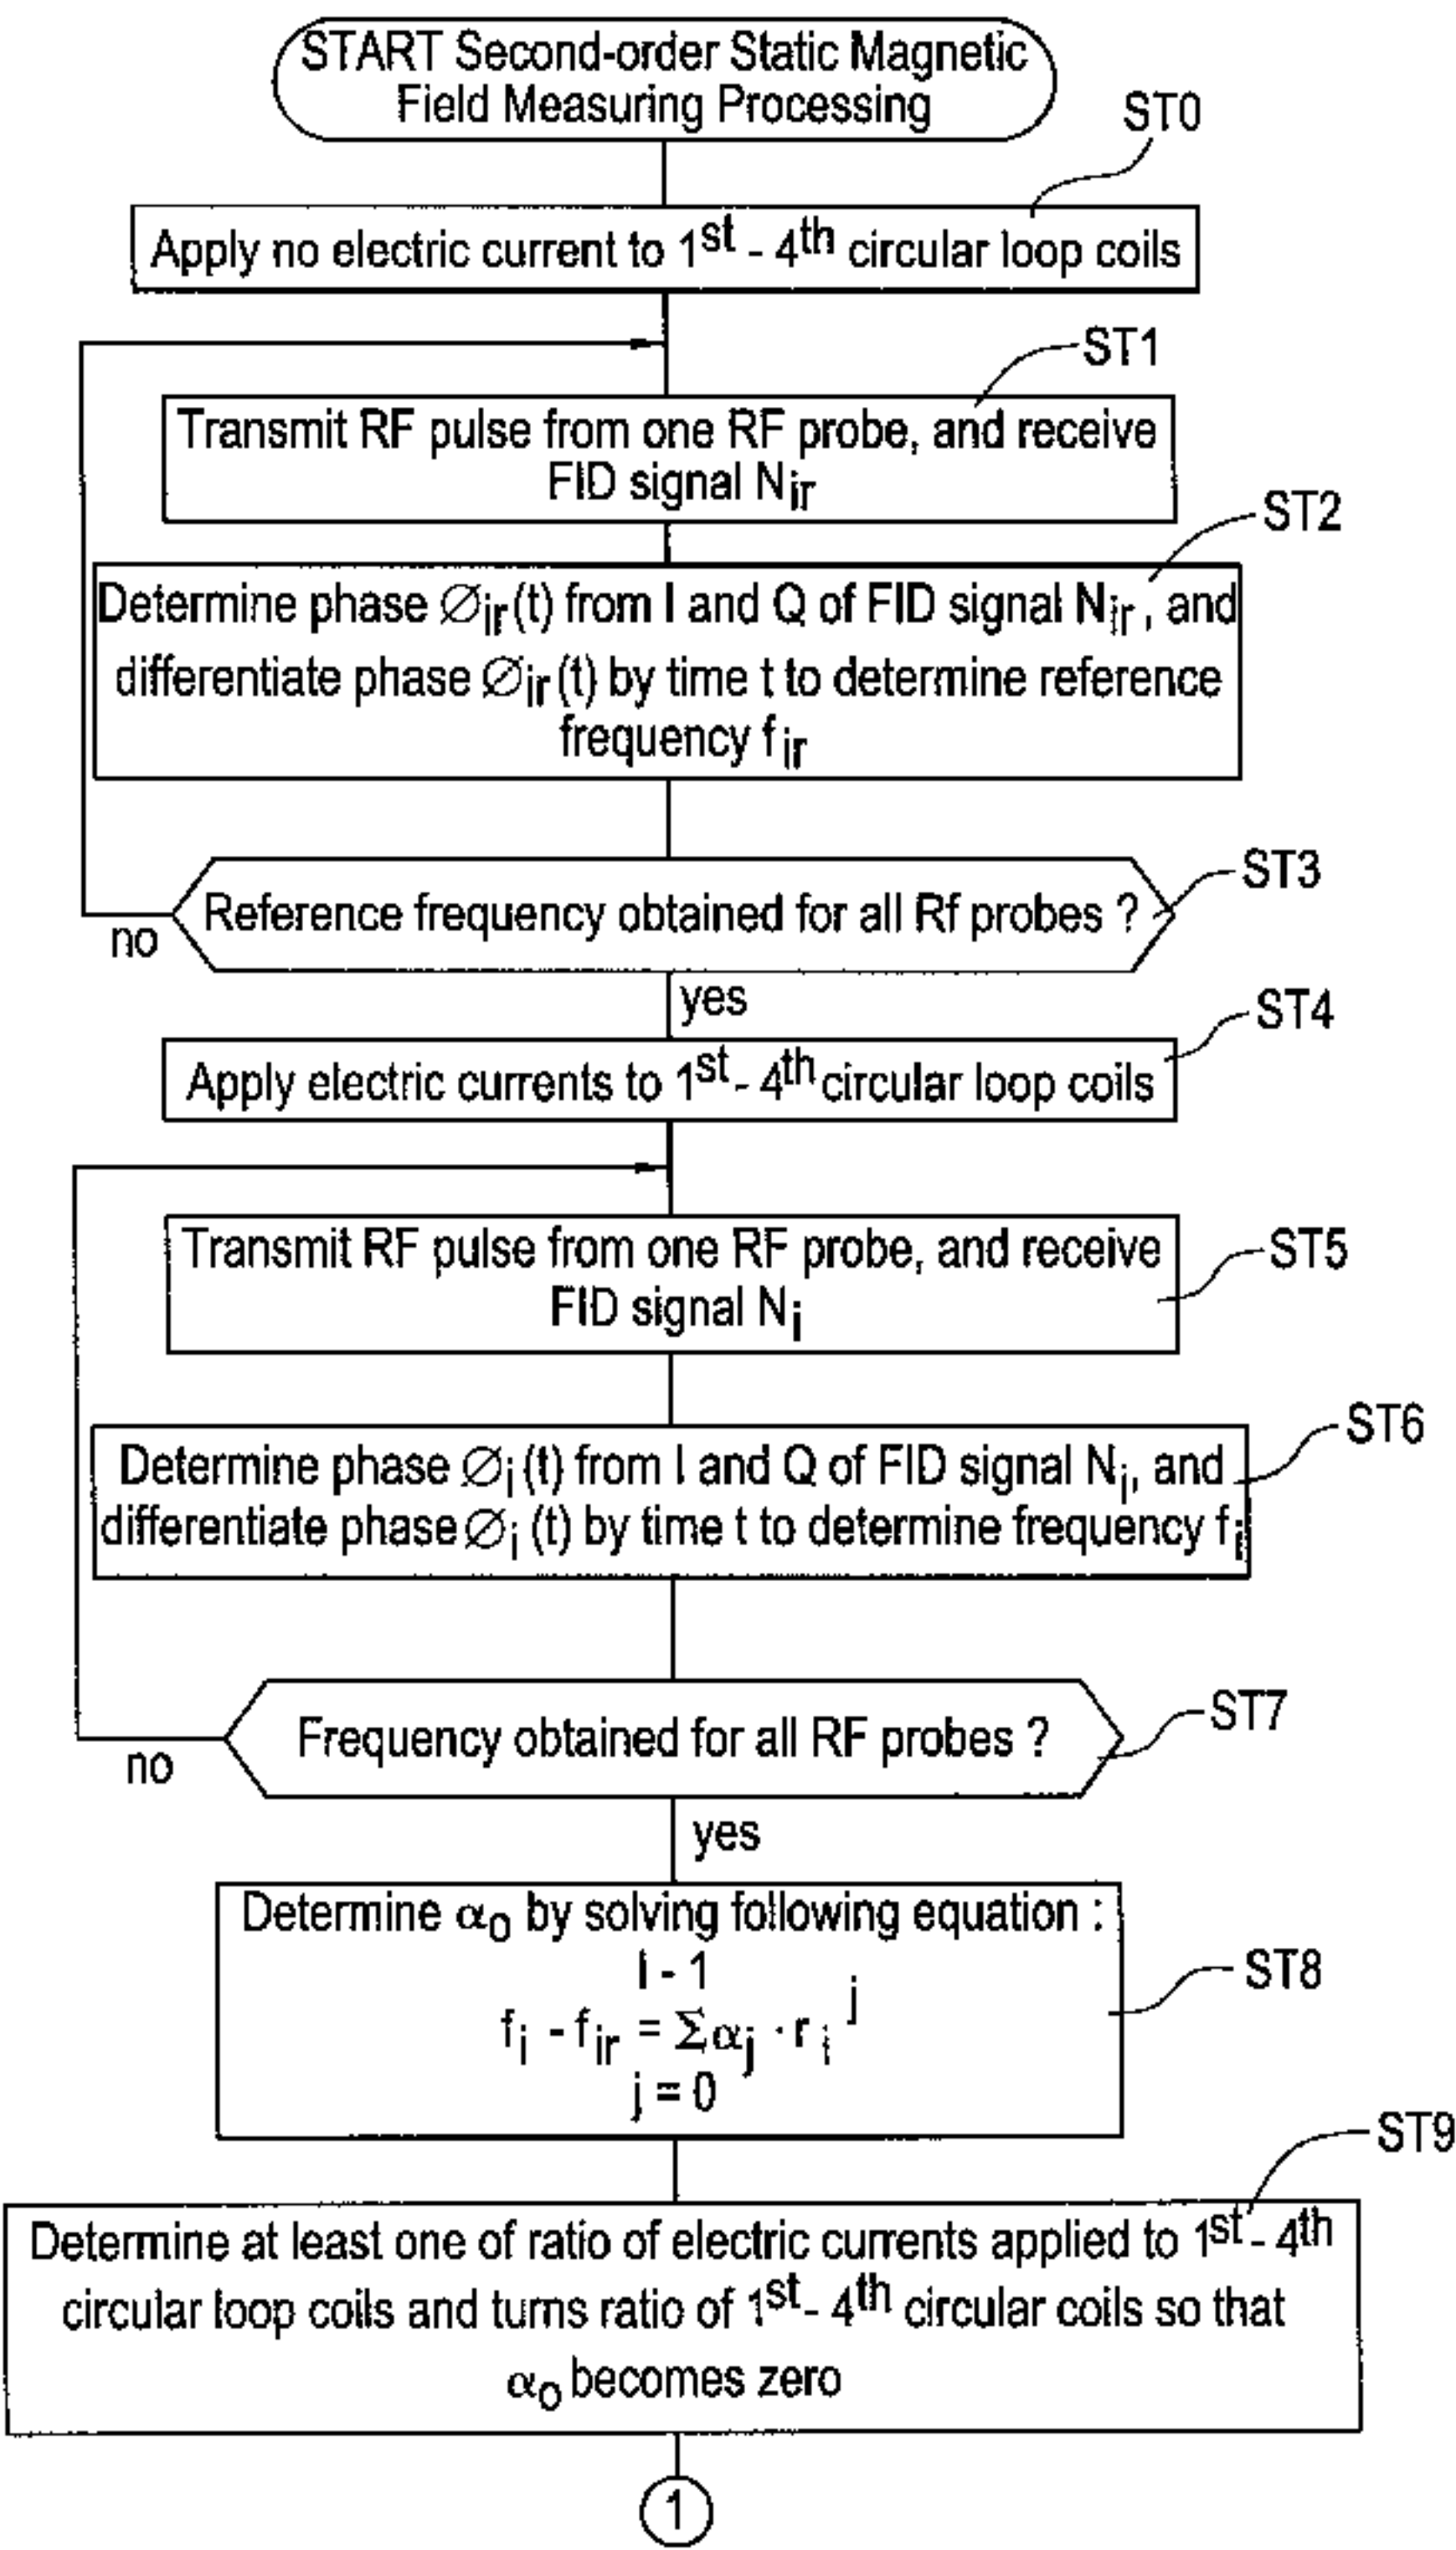 START Second-order Static Magnetic
Field Measuring Processing
ST0
Apply no electric current to 1st - 4th circular loop coils
ST1
Transmit RF pulse from one RF probe, and receive
FID signal Nir
ST2
Determine phase ∅ir(t) from I and Q of FID signal Nir, and
differentiate phase ∅ir(t) by time t to determine reference
frequency fir
ST3
Reference frequency obtained for all Rf probes ?
no
yes
ST4
Apply electric currents to 1st - 4th circular loop coils
Transmit RF pulse from one RF probe, and receive
ST5
FID signal Ni
ST6
Determine phase ∅i(t) from I and Q of FID signal Ni, and
differentiate phase ∅i (t) by time t to determine frequency fi
ST7
Frequency obtained for all RF probes ?
no
yes
Determine α0 by solving following equation :
I - 1
ST8
fi - fir = Σ αj · ri j
j = 0
ST9
Determine at least one of ratio of electric currents applied to 1st - 4th
circular loop coils and turns ratio of 1st - 4th circular coils so that
α0 becomes zero
1